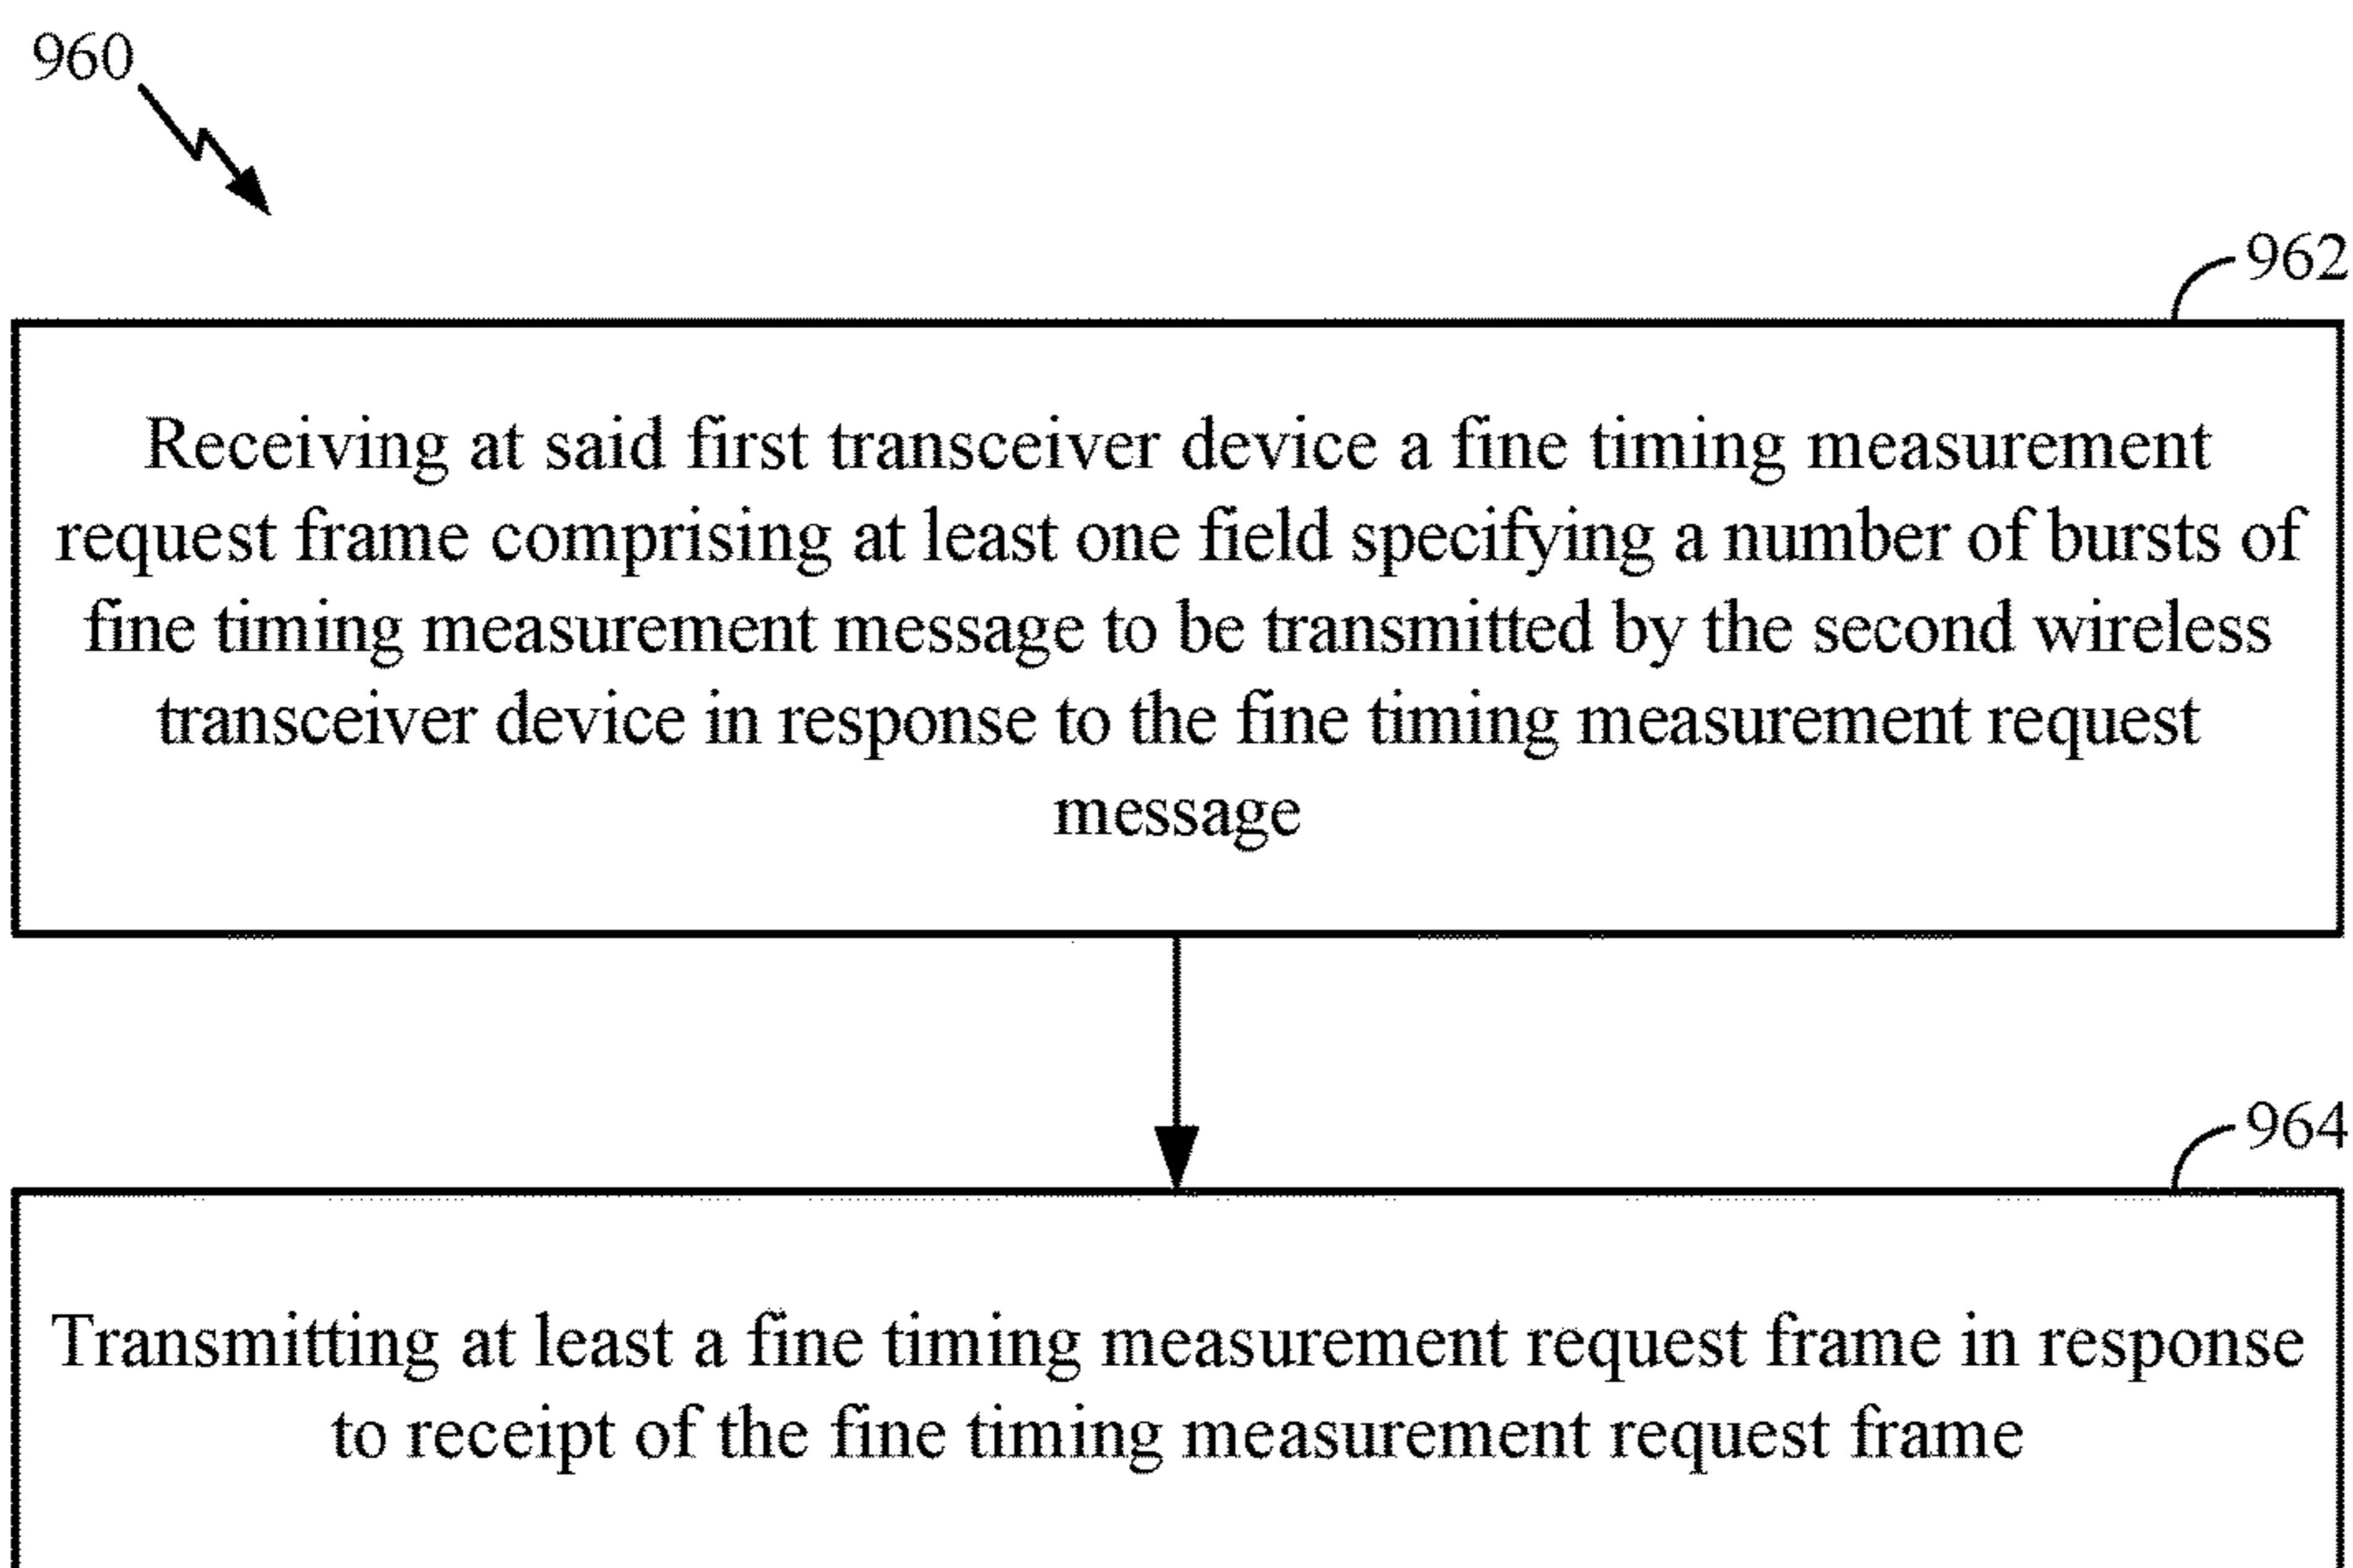 960
962
Receiving at said first transceiver device a fine timing measurement
request frame comprising at least one field specifying a number of bursts of
fine timing measurement message to be transmitted by the second wireless
transceiver device in response to the fine timing measurement request
message
964
Transmitting at least a fine timing measurement request frame in response
to receipt of the fine timing measurement request frame